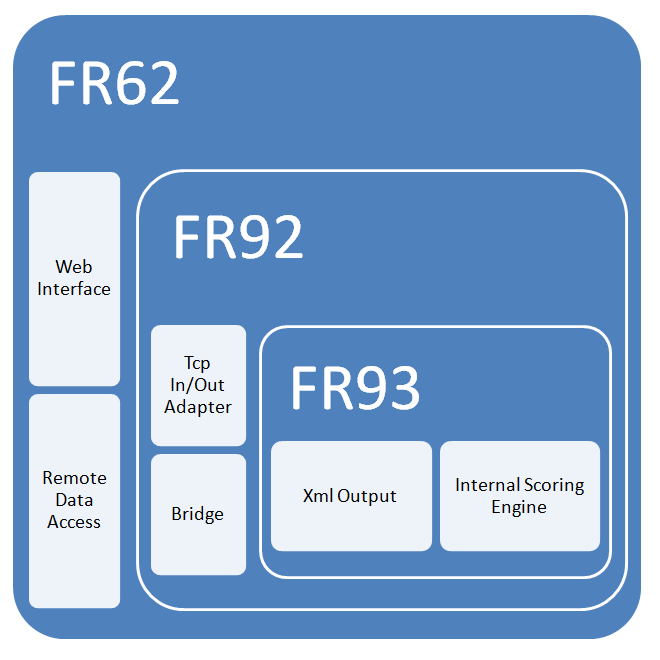 FR62
Web
Interface
Remote
Data
Access
FR92
Tcp
In/Out
Adapter
Bridge
FR93
Xml Output
Internal Scoring
Engine